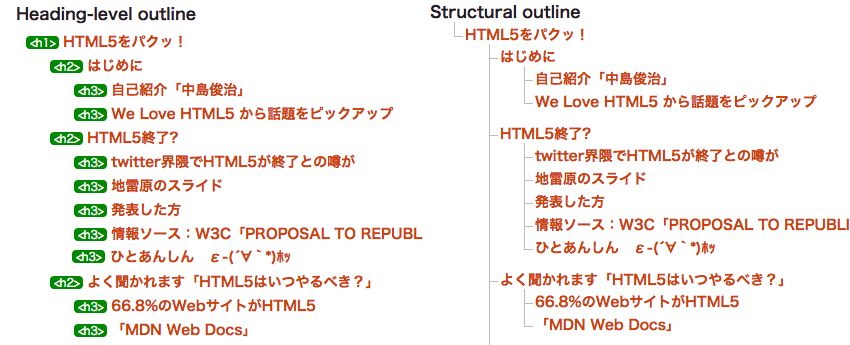 Heading-level outline
<h1> HTML5をパクッ！
<h2> はじめに
<h3> 自己紹介「中島俊治」
<h3> We Love HTML5 から話題をピックアップ
<h2> HTML5終了?
<h3> twitter界隈でHTML5が終了との噂が
<h3> 地雷原のスライド
<h3> 発表した方
<h3> 情報ソース：W3C「PROPOSAL TO REPUBL
<h3> ひとあんしん　ε-(´∀｀*)ﾎｯ
<h2> よく聞かれます「HTML5はいつやるべき？」
<h3> 66.8%のWebサイトがHTML5
<h3> 「MDN Web Docs」
Structural outline
HTML5をパクッ！
はじめに
自己紹介「中島俊治」
We Love HTML5 から話題をピックアップ
HTML5終了?
twitter界隈でHTML5が終了との噂が
地雷原のスライド
発表した方
情報ソース：W3C「PROPOSAL TO REPUBLI
ひとあんしん　ε-(´∀｀*)ﾎｯ
よく聞かれます「HTML5はいつやるべき？」
66.8%のWebサイトがHTML5
「MDN Web Docs」